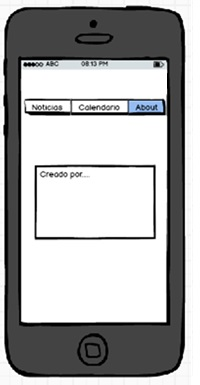 ABC 08:13 PM
Noticias Calendario About
Creado por...